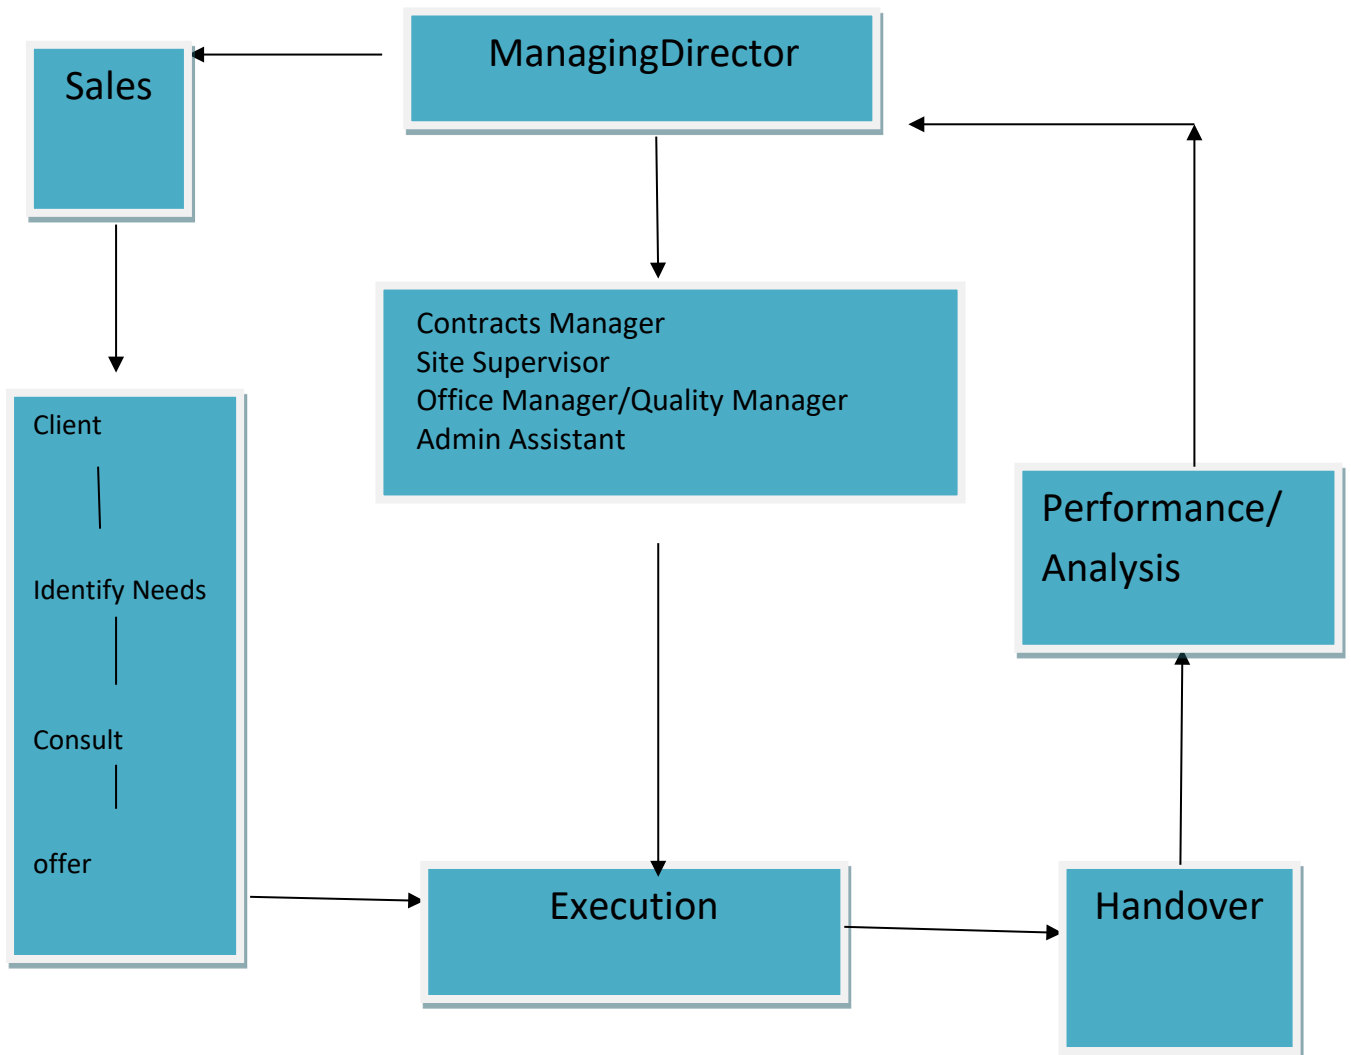 ManagingDirector
Sales
Contracts Manager
Site Supervisor
Office Manager/Quality Manager
Admin Assistant
Client
Identify Needs
Consult
offer
Performance/
Analysis
Execution
Handover